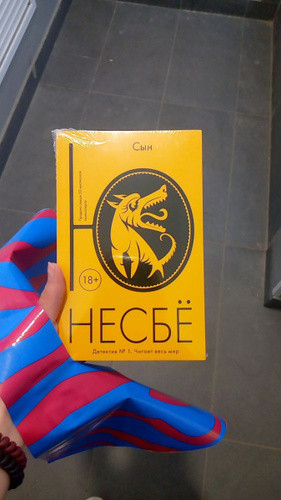 Сын
Ю
18+
НЕСБЁ
Детектив № 1. Читает весь мир